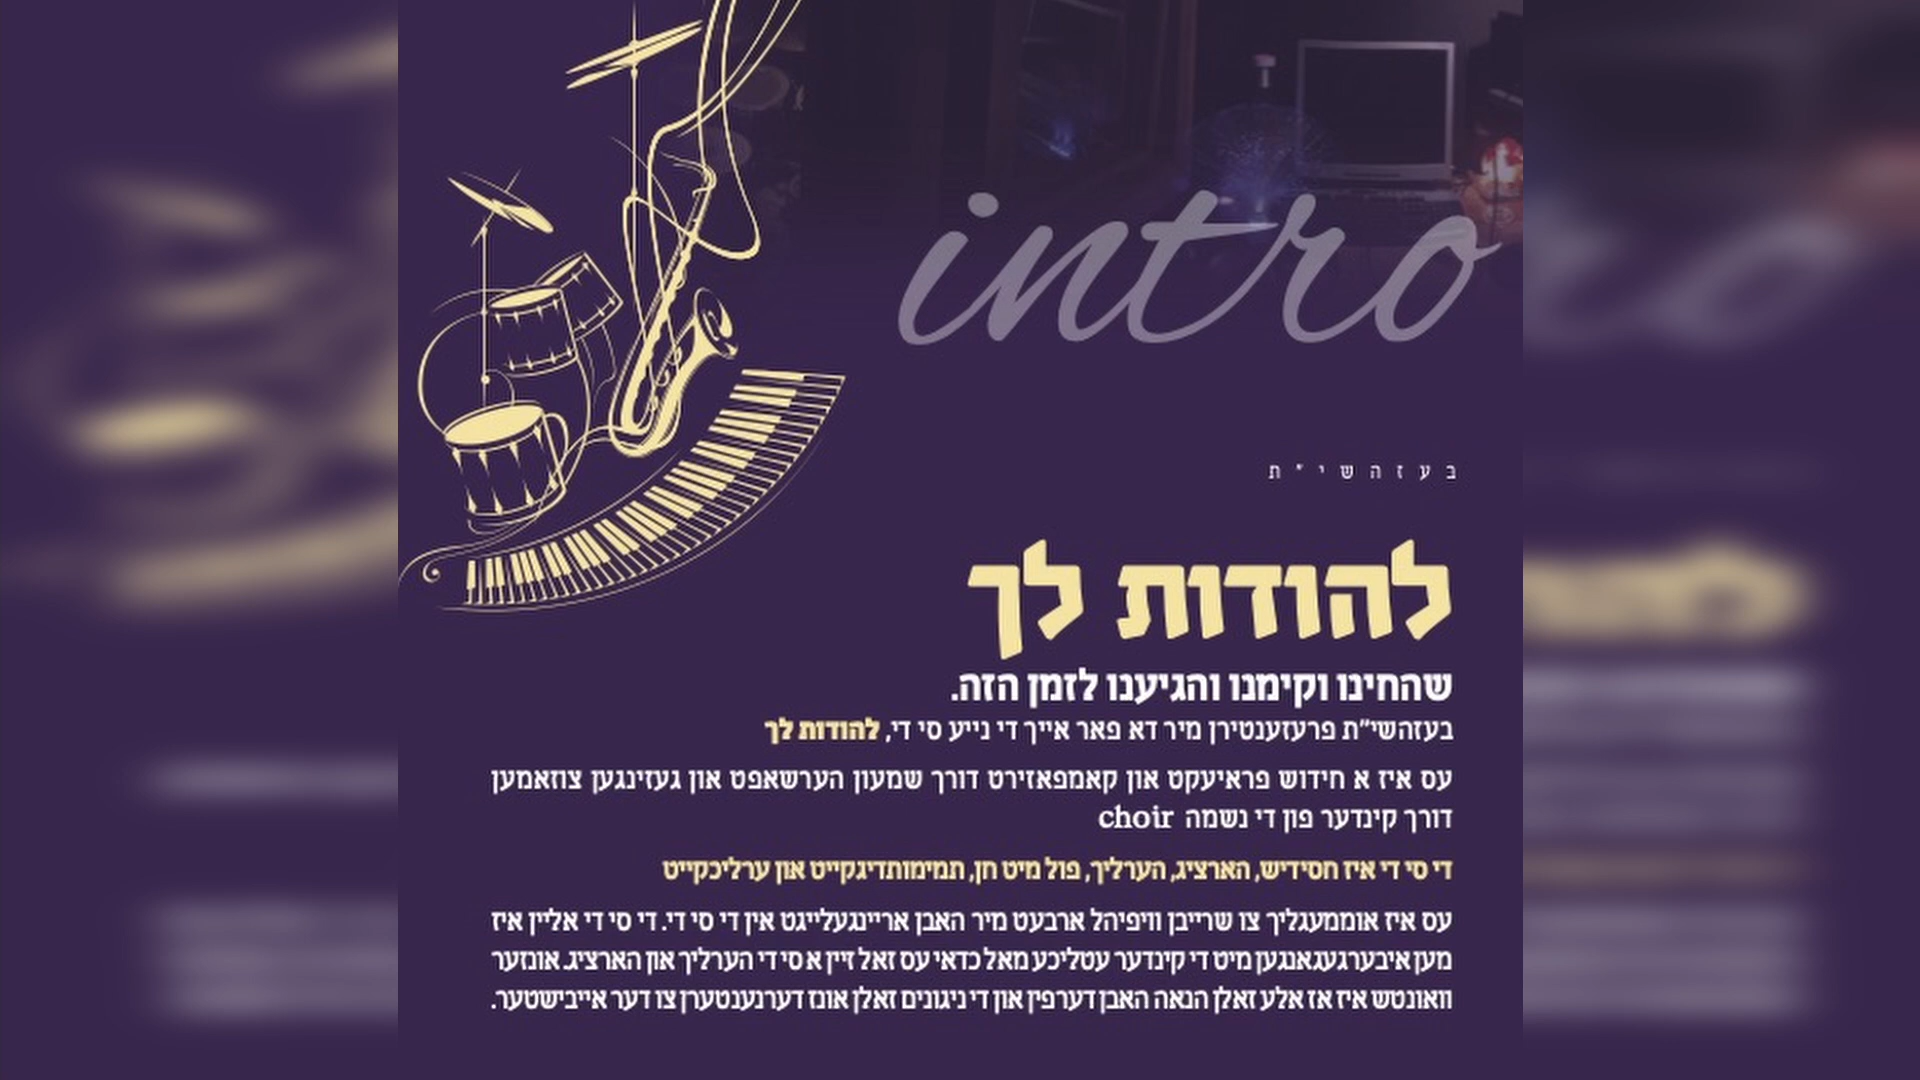 intro
בעזהשי"ת
להודות לך
שהחינו וקימנו והגיענו לזמן הזה.
בעזהשי"ת פרעזענטירן מיר דא פאר אייך די נייע סי די, להודות לך
עס איז א חידוש פראיעקט און קאמפאזירט דורך שמעון הערשאפט און געזינגען צוזאמען
דורך קינדער פון די נשמה choir
די סי די איז חסידיש, הארציג, הערליך, פול מיט חן, תמימותדיגקייט און ערליכקייט
עס איז אוממעגליך צו שרייבן וויפיהל ארבעט מיר האבן אריינגעלייגט אין די סי די. די סי די אליין איז
מען איבערגעגאנגען מיט די קינדער עטליכע מאל כדאי עס זאל זיין א סי די הערליך און הארציג. אונזער
וואונטש איז אז אלע זאלן הנאה האבן דערפין און די ניגונים זאלן אונז דערנענטערן צו דער אייבישטער.